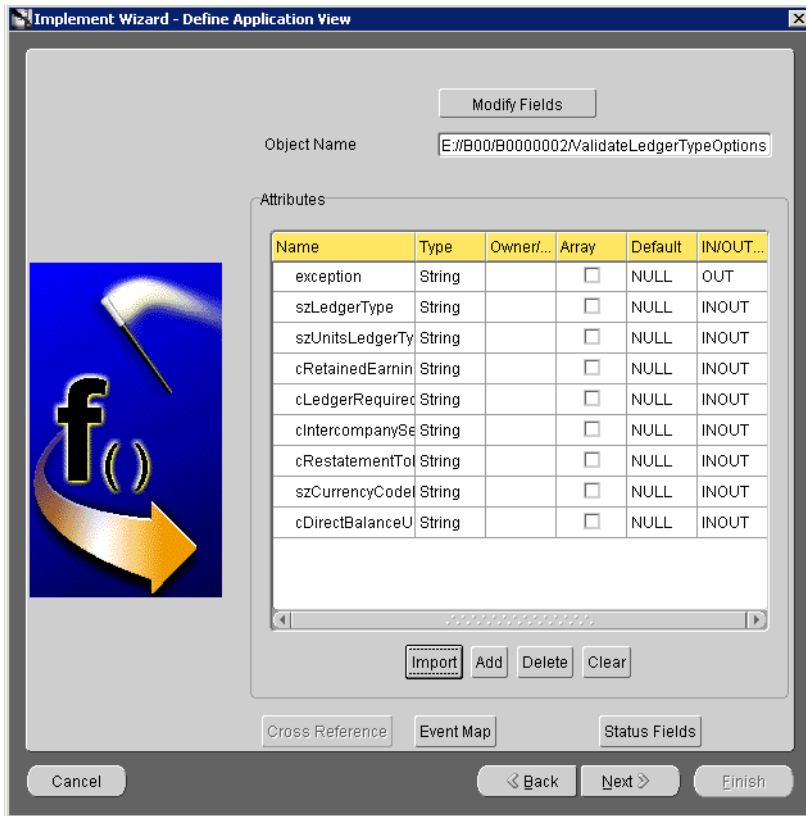 Implement Wizard - Define Application View
Modify Fields
Object Name E://B00/B0000002/ValidateLedgerTypeOptions
Attributes
Name Type Owner/... Array Default IN/OUT...
exception String NULL OUT
szLedgerType String NULL INOUT
szUnitsLedgerTy String NULL INOUT
cRetainedEarnin String NULL INOUT
cLedgerRequired String NULL INOUT
cIntercompanySe String NULL INOUT
cRestatementTol String NULL INOUT
szCurrencyCode String NULL INOUT
cDirectBalanceU String NULL INOUT
Import Add Delete Clear
Cross Reference Event Map Status Fields
Cancel Back Next Finish
f()